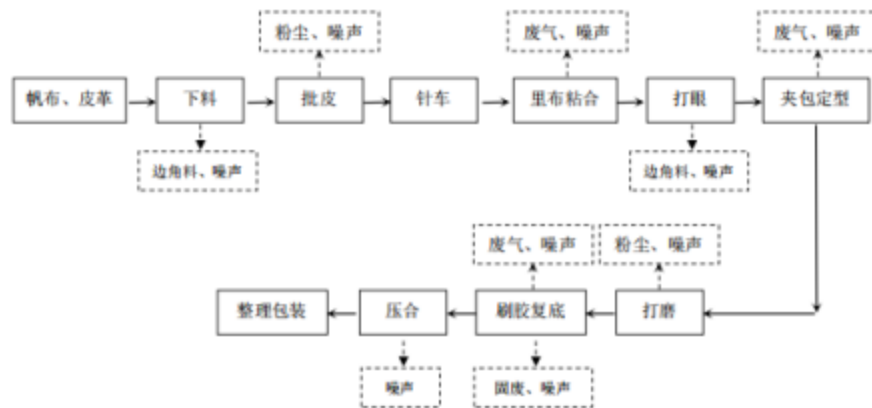 粉尘、噪声
废气、噪声
废气、噪声
帆布、皮革
下料
批皮
针车
里布粘合
打眼
夹包定型
边角料、噪声
边角料、噪声
废气、噪声
粉尘、噪声
整理包装
压合
刷胶复底
打磨
噪声
固废、噪声